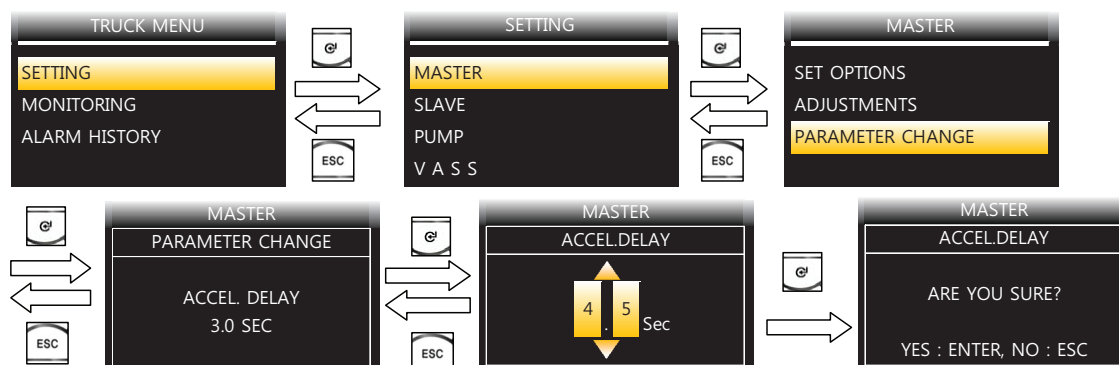 TRUCK MENU
SETTING
MONITORING
ALARM HISTORY
ESC
SETTING
MASTER
SLAVE
PUMP
V A S S
ESC
MASTER
SET OPTIONS
ADJUSTMENTS
PARAMETER CHANGE
ESC
MASTER
PARAMETER CHANGE
ACCEL. DELAY
3.0 SEC
ESC
MASTER
ACCEL.DELAY
4 . 5 Sec
MASTER
ACCEL.DELAY
ARE YOU SURE?
YES : ENTER, NO : ESC